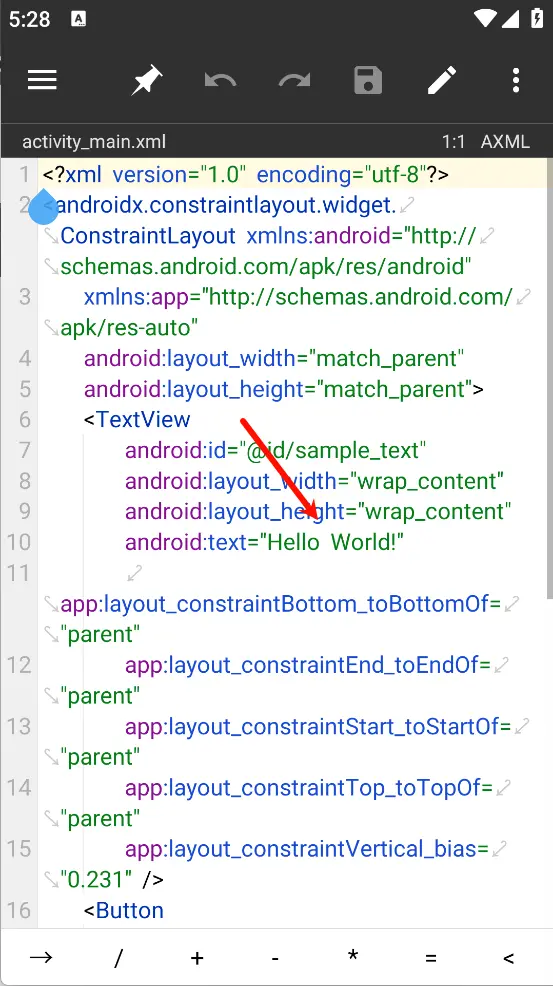 5:28 A
activity_main.xml 1:1 AXML
1 <?xml version="1.0" encoding="utf-8"?>
2 <androidx.constraintlayout.widget.
ConstraintLayout xmlns:android="http://
schemas.android.com/apk/res/android"
3 xmlns:app="http://schemas.android.com/
apk/res-auto"
4 android:layout_width="match_parent"
5 android:layout_height="match_parent">
6 <TextView
7 android:id="@id/sample_text"
8 android:layout_width="wrap_content"
9 android:layout_height="wrap_content"
10 android:text="Hello World!"
11
app:layout_constraintBottom_toBottomOf=
"parent"
12 app:layout_constraintEnd_toEndOf=
"parent"
13 app:layout_constraintStart_toStartOf=
"parent"
14 app:layout_constraintTop_toTopOf=
"parent"
15 app:layout_constraintVertical_bias=
"0.231" />
16 <Button
→ / + - * = <